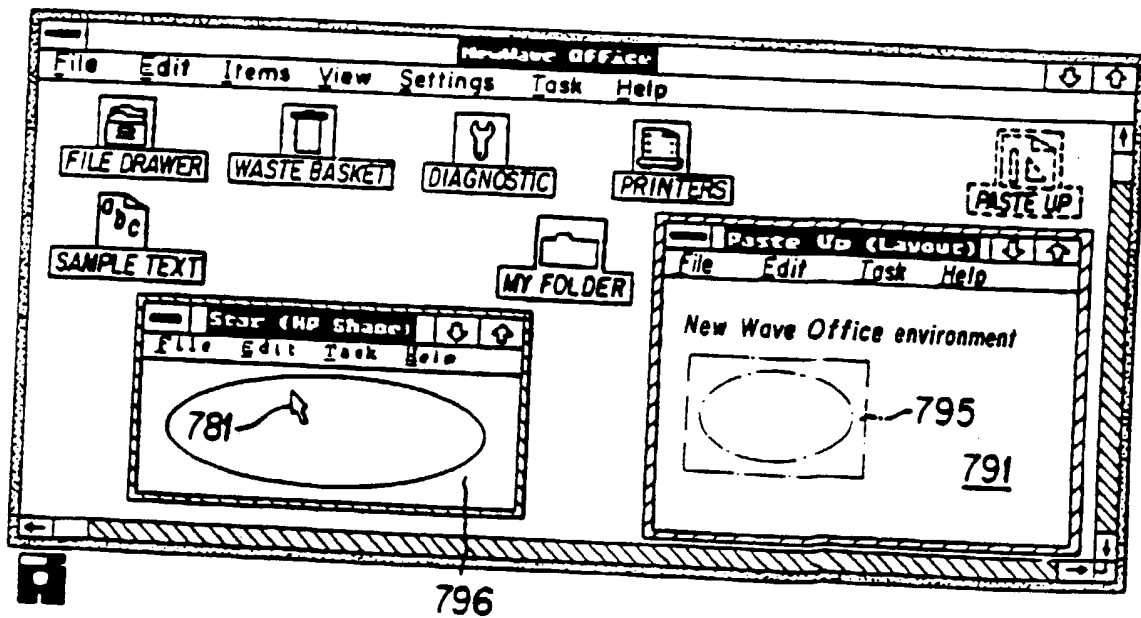 NewWave Office
File Edit Items View Settings Task Help
FILE DRAWER WASTE BASKET DIAGNOSTIC PRINTERS PASTE UP
abc
SAMPLE TEXT MY FOLDER
Paste Up (Layout)
File Edit Task Help
New Wave Office environment
795
791
Star (HP Shape)
File Edit Task Help
781
796